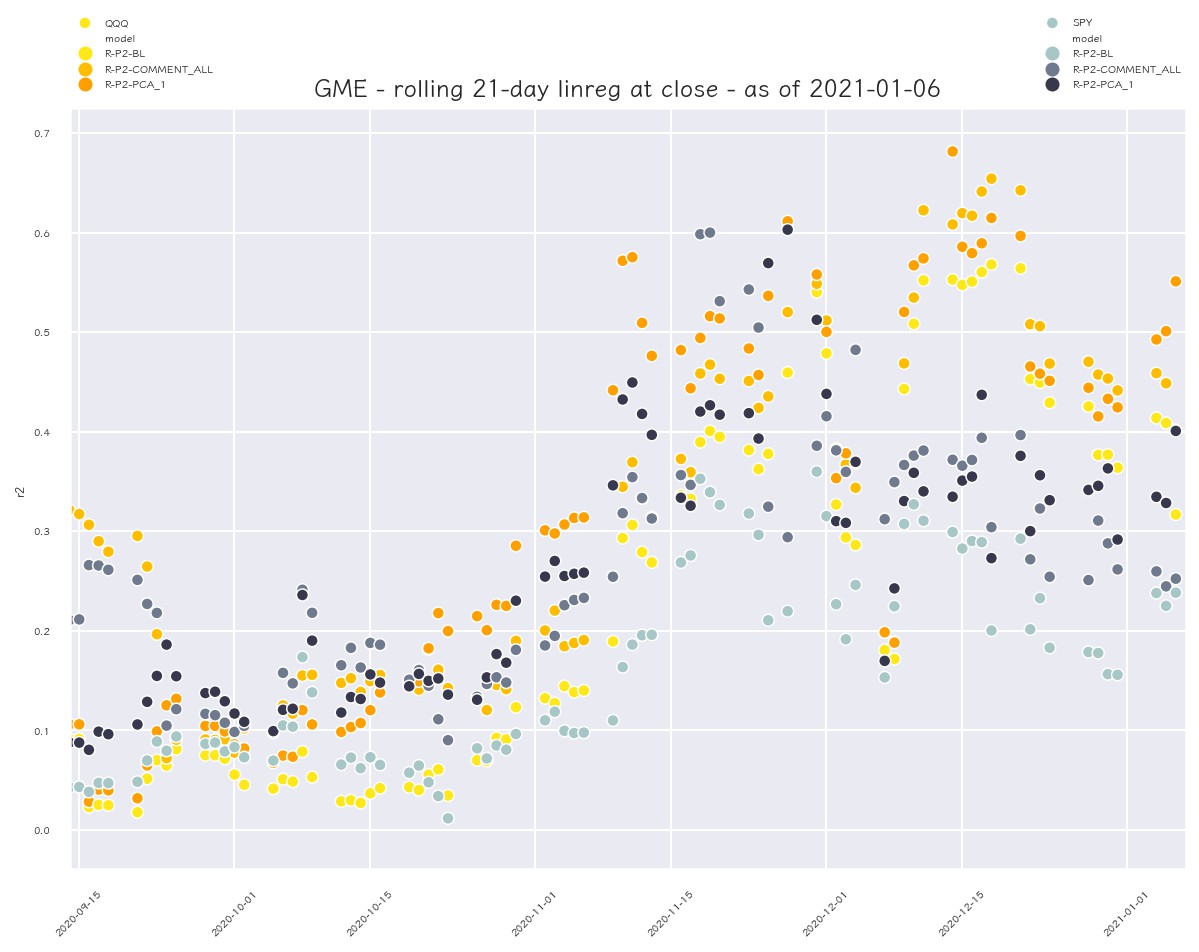 QQQ
model
R-P2-BL
R-P2-COMMENT_ALL
R-P2-PCA_1
SPY
model
R-P2-BL
R-P2-COMMENT_ALL
R-P2-PCA_1
GME - rolling 21-day linreg at close - as of 2021-01-06
0.7
0.6
0.5
0.4
0.3
0.2
0.1
0.0
r2
2020-09-15
2020-10-01
2020-10-15
2020-11-01
2020-11-15
2020-12-01
2020-12-15
2021-01-01